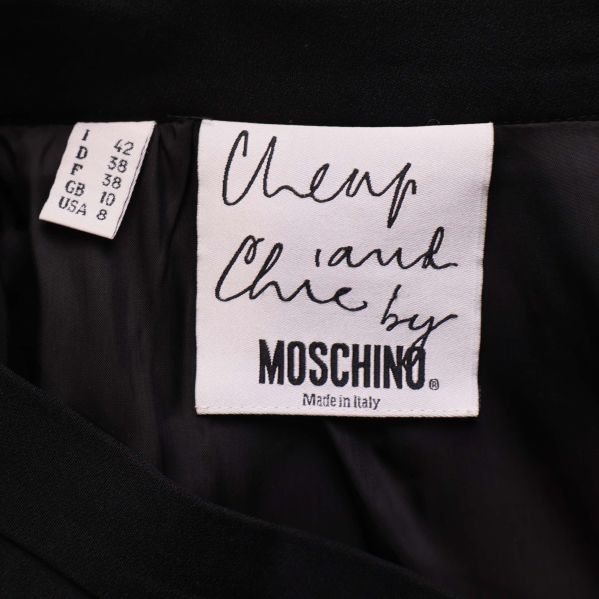 I 42
D 38
F 38
GB 10
USA 8
Cheap
and
Chic by
MOSCHINO®
Made in Italy